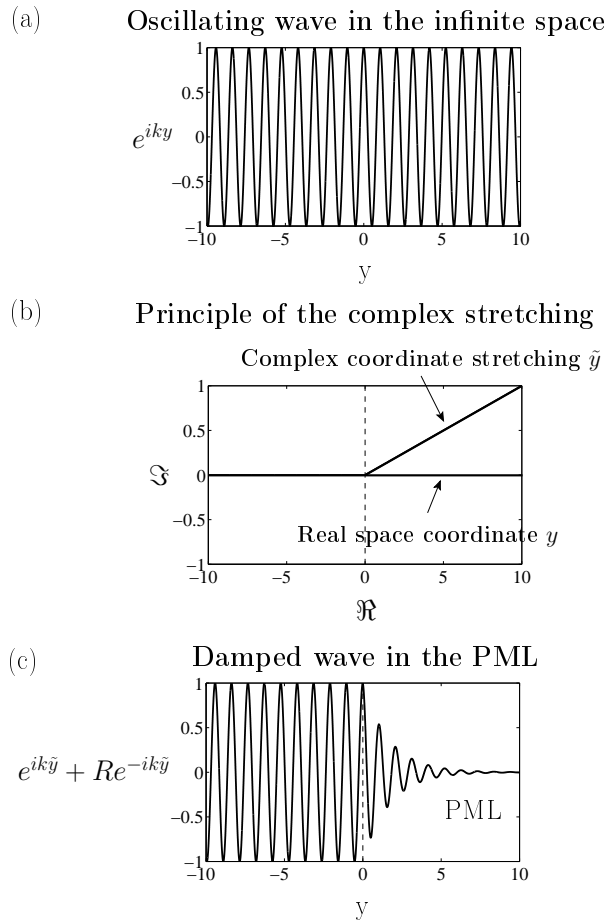 (a)
Oscillating wave in the infinite space
1
0.5
e^{iky}
0
−0.5
−1
−10 −5 0 5 10
y
(b)
Principle of the complex stretching
Complex coordinate stretching ỹ
1
0.5
ℑ
0
−0.5
Real space coordinate y
−1
−10 −5 0 5 10
ℜ
(c)
Damped wave in the PML
1
0.5
e^{ikỹ} + Re^{−ikỹ}
0
−0.5
PML
−1
−10 −5 0 5 10
y